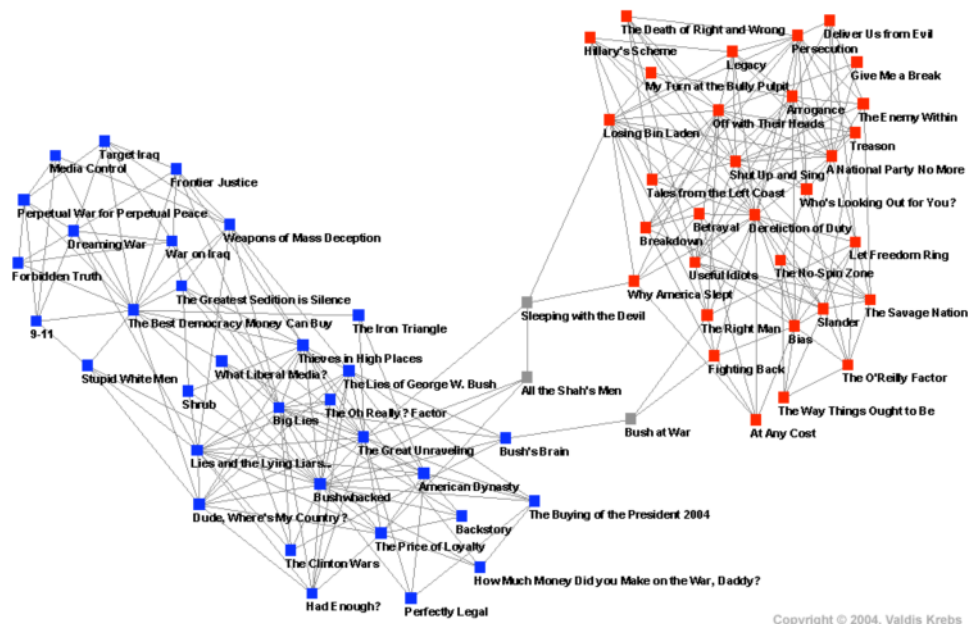 The Death of Right and Wrong
Deliver Us from Evil
Hillary's Scheme
Persecution
Legacy
Give Me a Break
My Turn at the Bully Pulpit
Arrogance
The Enemy Within
Losing Bin Laden
Off with Their Heads
Treason
Target Iraq
Media Control
Shut Up and Sing
A National Party No More
Frontier Justice
Tales from the Left Coast
Who's Looking Out for You?
Perpetual War for Perpetual Peace
Betrayal
Dereliction of Duty
Weapons of Mass Deception
Breakdown
Dreaming War
War on Iraq
Let Freedom Ring
Forbidden Truth
Useful Idiots
The No-Spin Zone
The Greatest Sedition is Silence
Why America Slept
The Savage Nation
Sleeping with the Devil
Slander
The Best Democracy Money Can Buy
The Iron Triangle
The Right Man
9-11
Bias
Thieves in High Places
Fighting Back
Stupid White Men
What Liberal Media?
The Lies of George W. Bush
The O'Reilly Factor
All the Shah's Men
Shrub
The Oh Really? Factor
The Way Things Ought to Be
Big Lies
Bush at War
At Any Cost
The Great Unraveling
Bush's Brain
Lies and the Lying Liars...
American Dynasty
Bushwhacked
Dude, Where's My Country?
The Buying of the President 2004
Backstory
The Price of Loyalty
The Clinton Wars
How Much Money Did you Make on the War, Daddy?
Had Enough?
Perfectly Legal
Copyright © 2004, Valdis Krebs